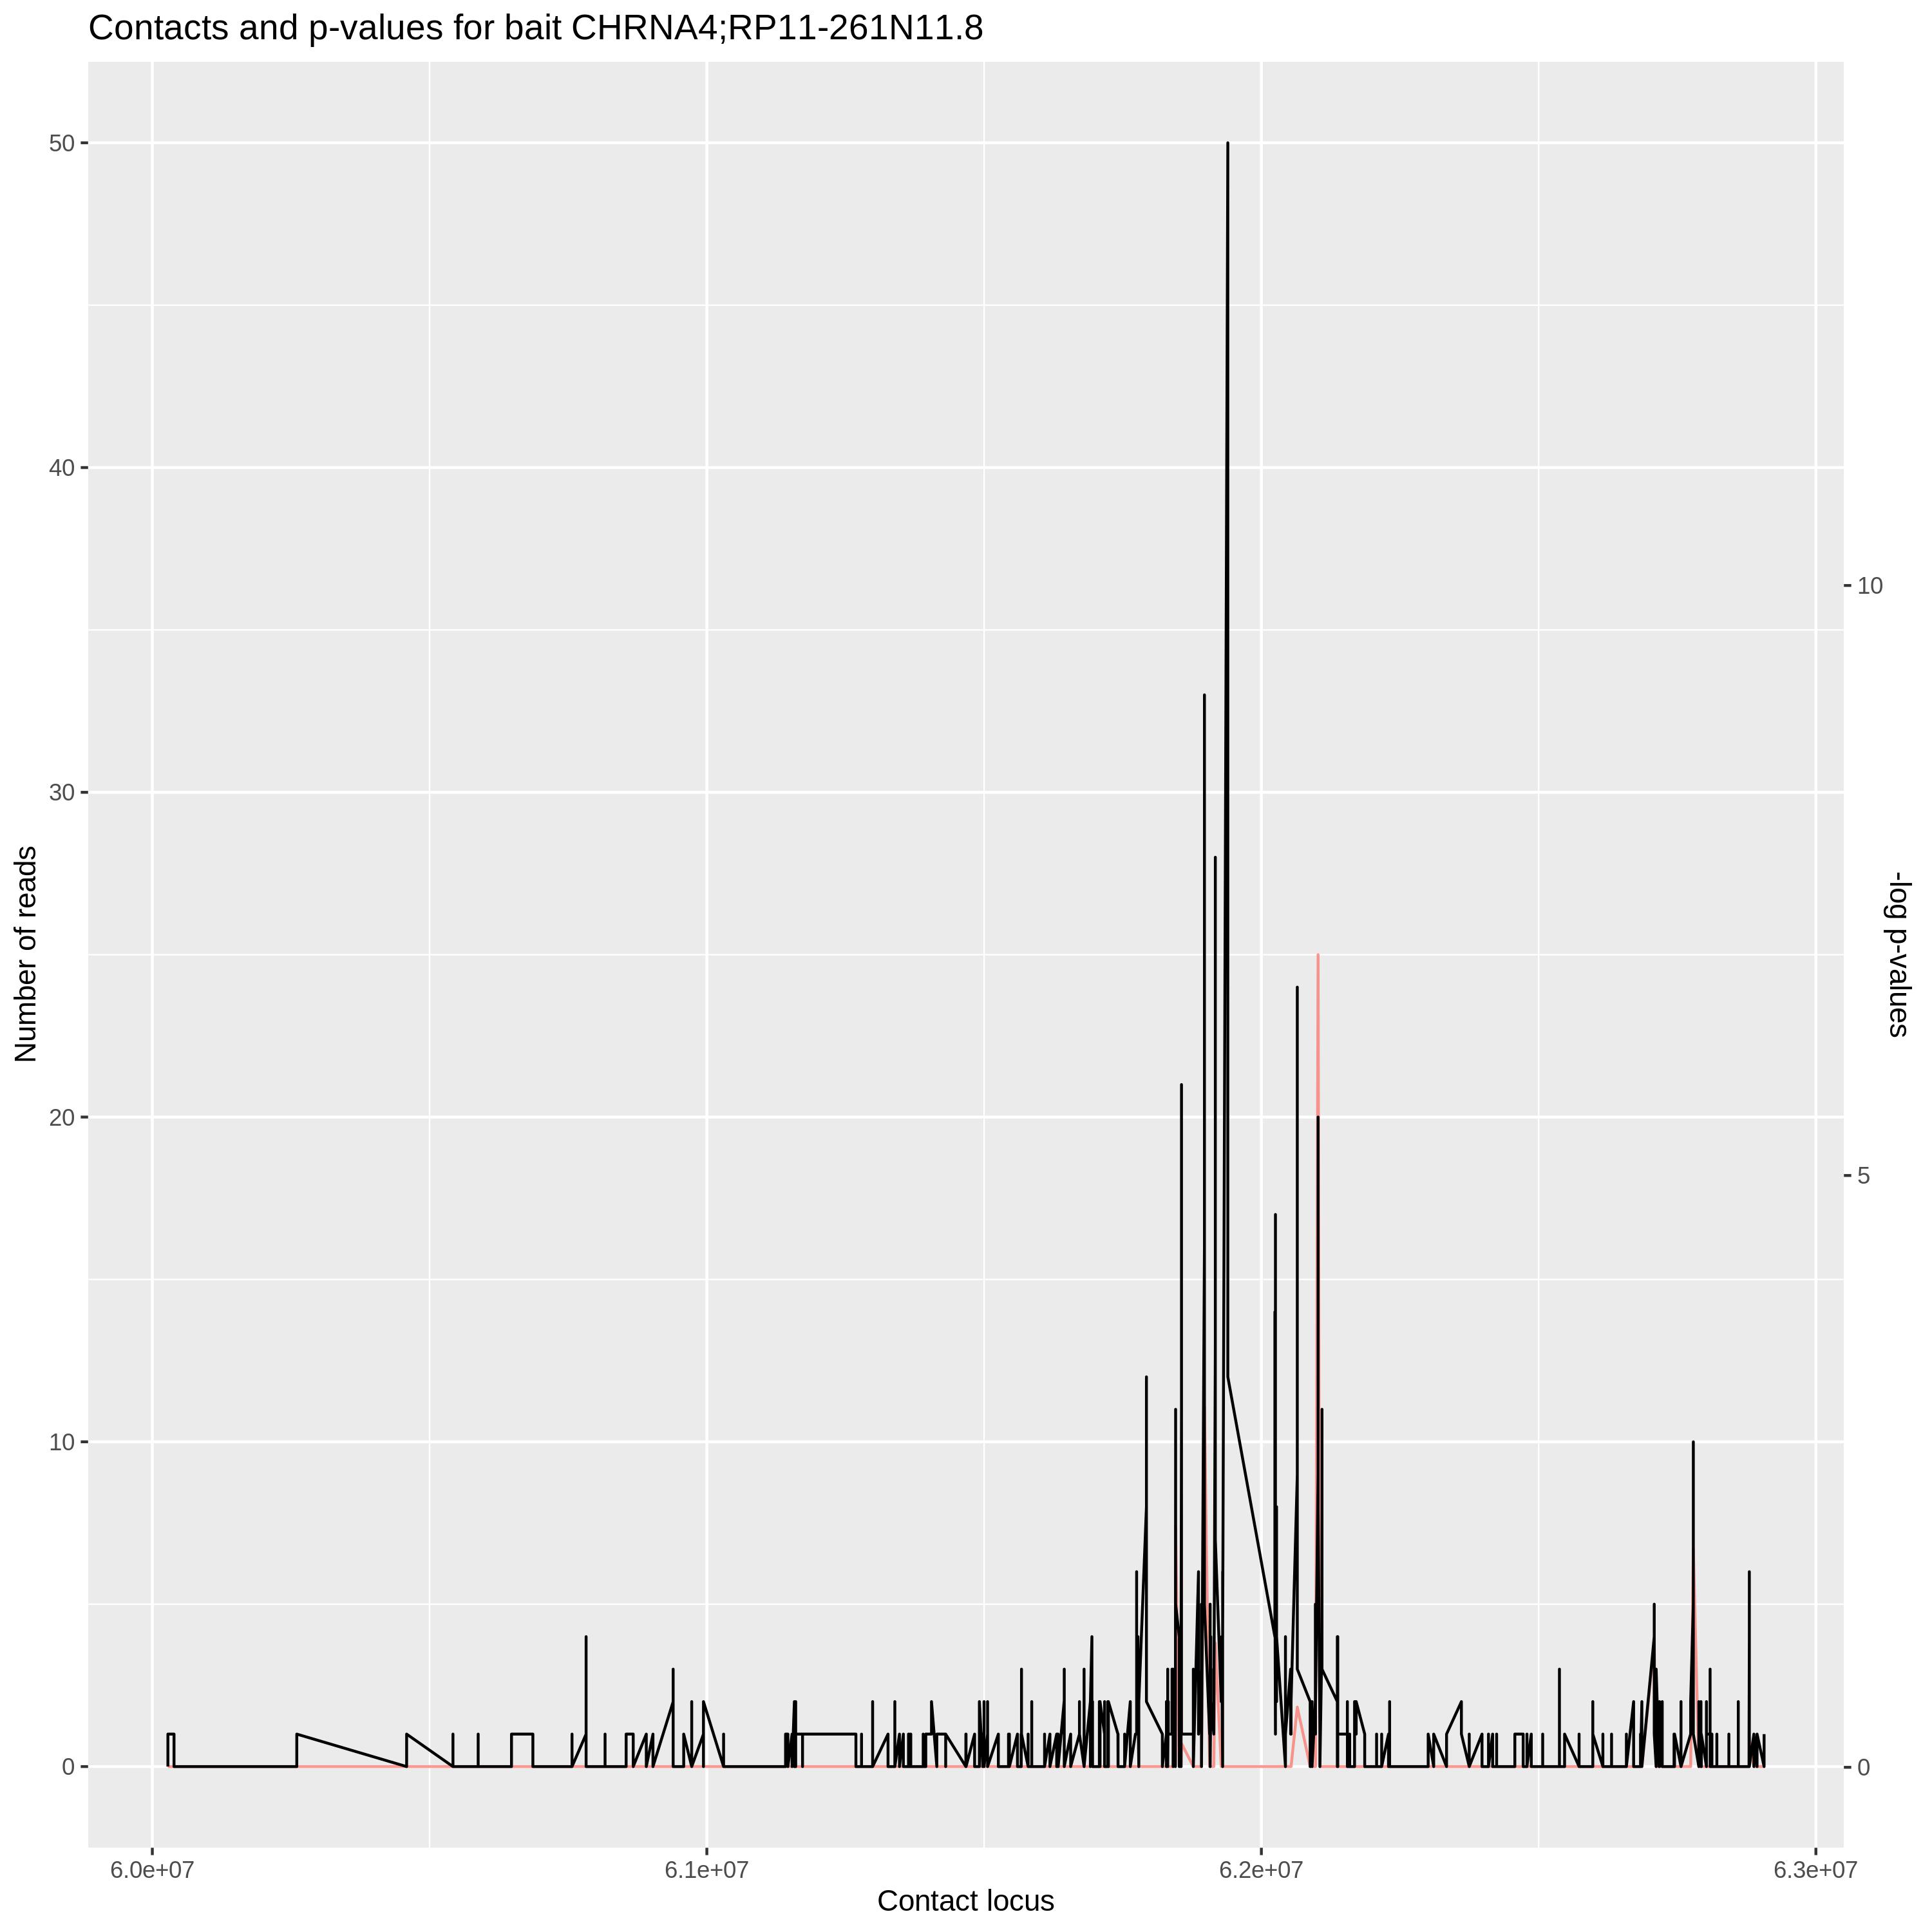 Contacts and p-values for bait CHRNA4;RP11-261N11.8
50
40
30
20
10
0
Number of reads
10
5
0
-log p-values
6.0e+07
6.1e+07
6.2e+07
6.3e+07
Contact locus